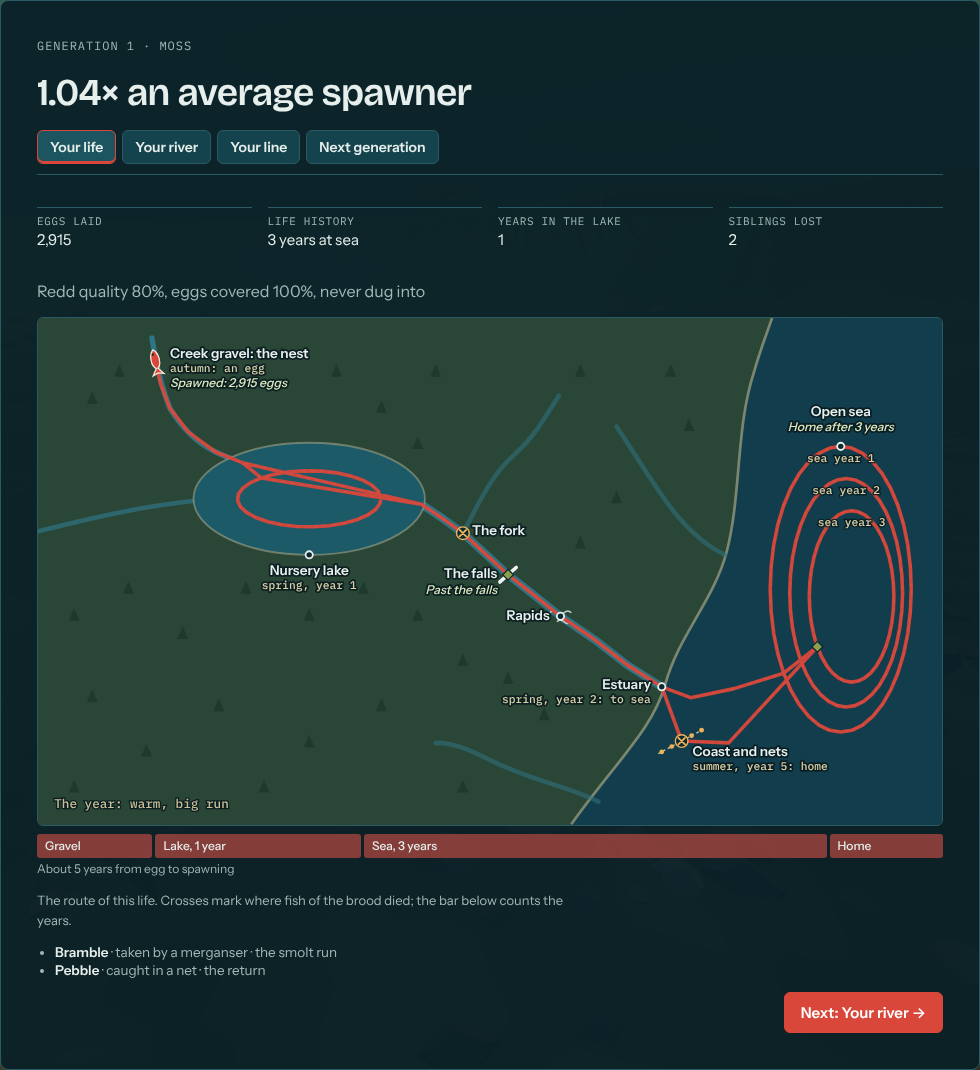 GENERATION 1 · MOSS
1.04× an average spawner
Your life
Your river
Your line
Next generation
EGGS LAID
2,915
LIFE HISTORY
3 years at sea
YEARS IN THE LAKE
1
SIBLINGS LOST
2
Redd quality 80%, eggs covered 100%, never dug into
Creek gravel: the nest
autumn: an egg
Spawned: 2,915 eggs
Open sea
Home after 3 years
sea year 1
sea year 2
sea year 3
The fork
Nursery lake
spring, year 1
The falls
Past the falls
Rapids
Estuary
spring, year 2: to sea
Coast and nets
summer, year 5: home
The year: warm, big run
Gravel
Lake, 1 year
Sea, 3 years
Home
About 5 years from egg to spawning
The route of this life. Crosses mark where fish of the brood died; the bar below counts the
years.
• Bramble · taken by a merganser · the smolt run
• Pebble · caught in a net · the return
Next: Your river →